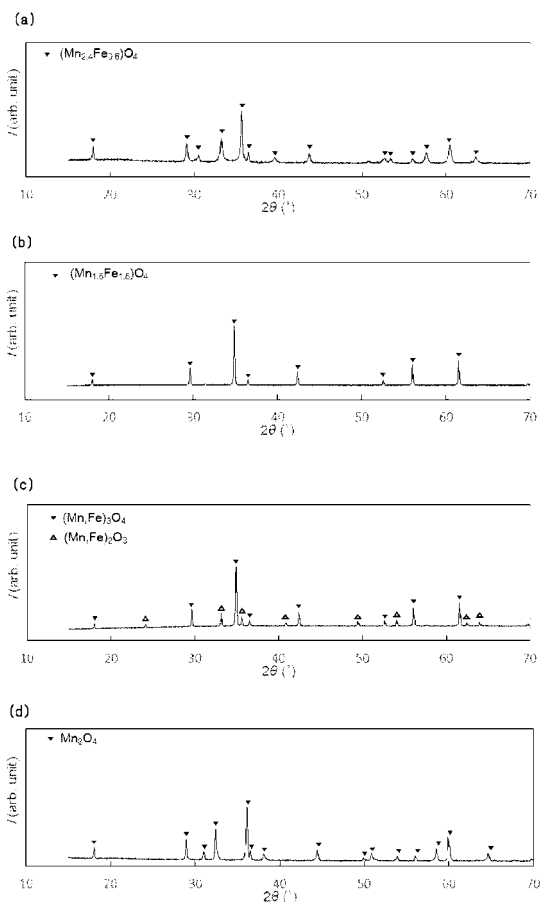 (a)
▼ (Mn2.4Fe0.6)O4
I (arb. unit)
10 20 30 40 50 60 70
2θ (°)
(b)
▼ (Mn1.5Fe1.5)O4
I (arb. unit)
10 20 30 40 50 60 70
2θ (°)
(c)
▼ (Mn,Fe)3O4
△ (Mn,Fe)2O3
I (arb. unit)
10 20 30 40 50 60 70
2θ (°)
(d)
▼ Mn3O4
I (arb. unit)
10 20 30 40 50 60 70
2θ (°)